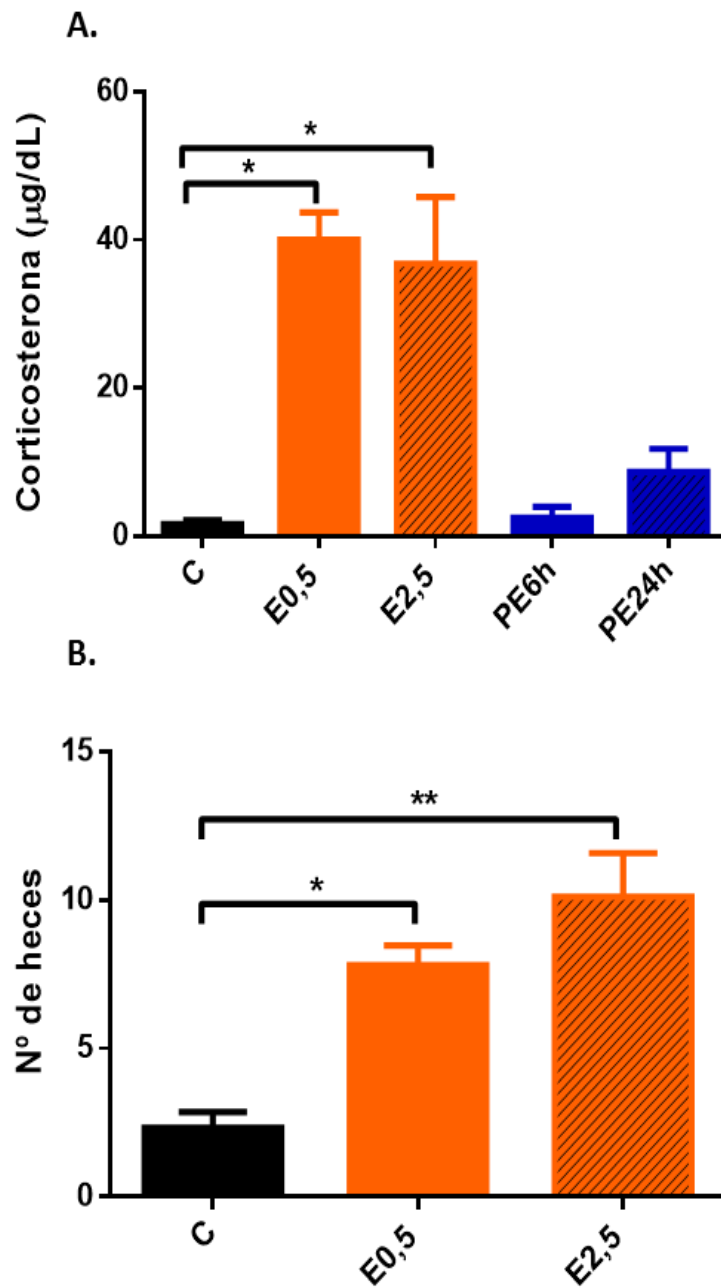 A.
Corticosterona (µg/dL)
60
40
20
0
*
*
C
E0,5
E2,5
PE6h
PE24h
B.
Nº de heces
15
10
5
0
**
*
C
E0,5
E2,5